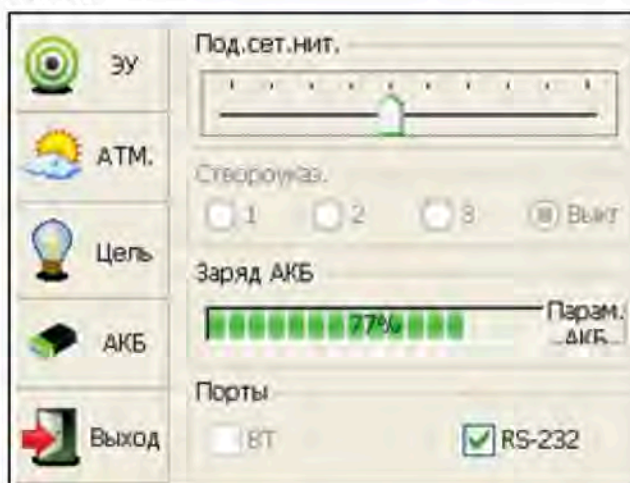 ЭУ
АТМ.
Цель
АКБ
Выход
Под.сет.нит.
Створоуказ.
1 2 3 Выкл
Заряд АКБ
77%
Парам.
АКБ
Порты
BT RS-232